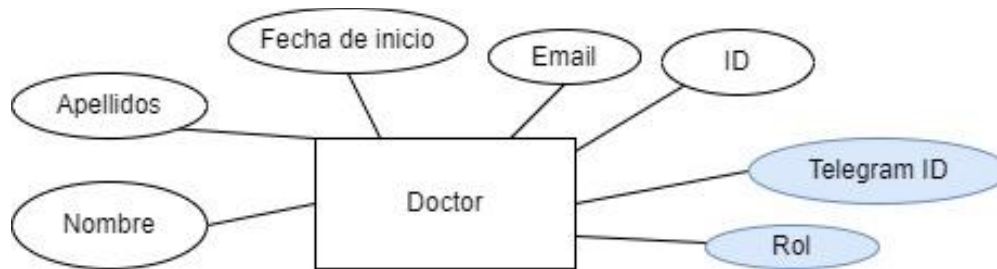 Fecha de inicio
Email
ID
Apellidos
Telegram ID
Doctor
Nombre
Rol